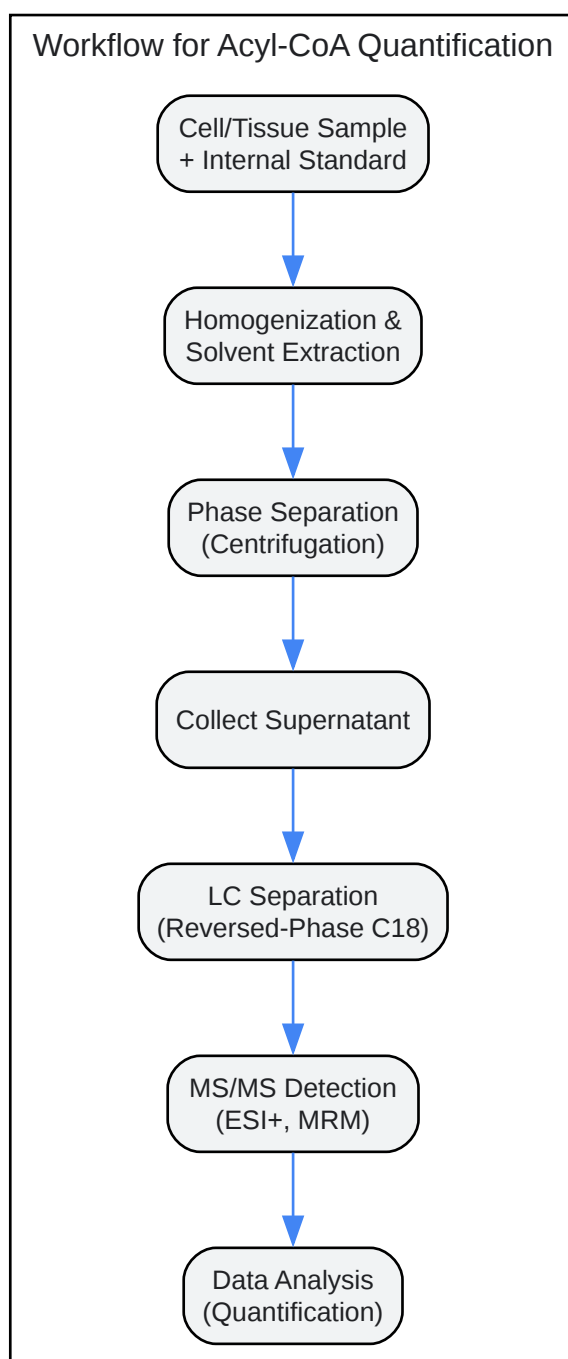 Workflow for Acyl-CoA Quantification
Cell/Tissue Sample
+ Internal Standard
Homogenization &
Solvent Extraction
Phase Separation
(Centrifugation)
Collect Supernatant
LC Separation
(Reversed-Phase C18)
MS/MS Detection
(ESI+, MRM)
Data Analysis
(Quantification)